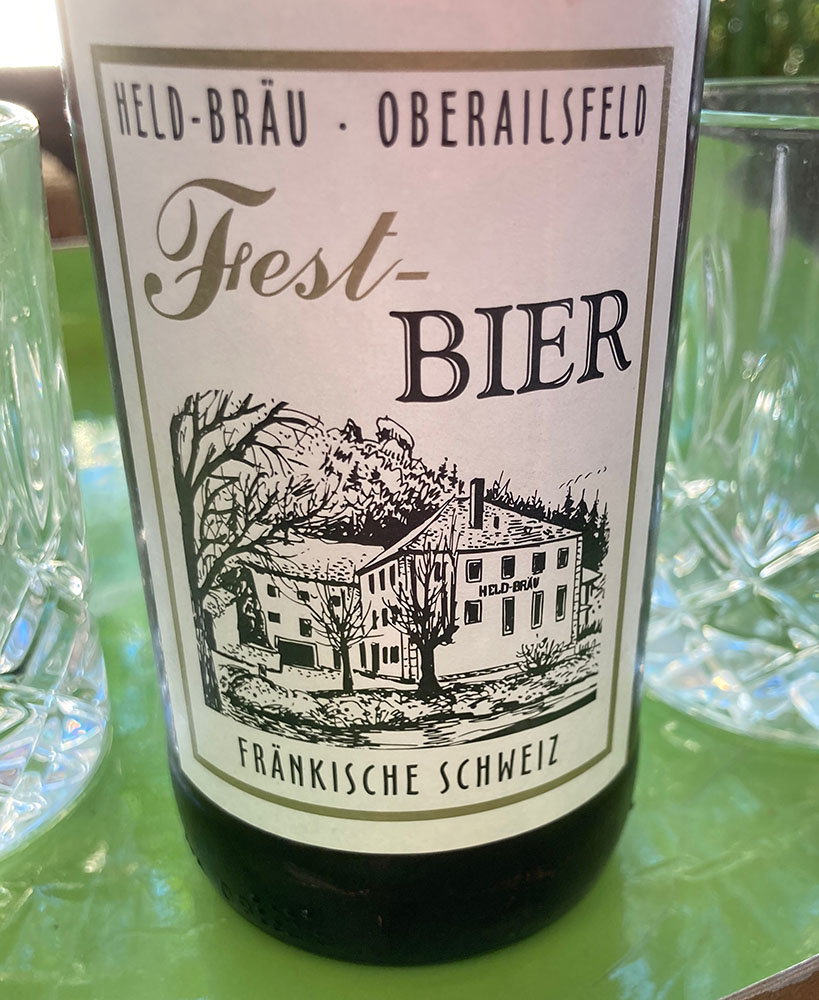 HELD-BRÄU · OBERAILSFELD
Fest-
BIER
HELD-BRÄU
FRÄNKISCHE SCHWEIZ